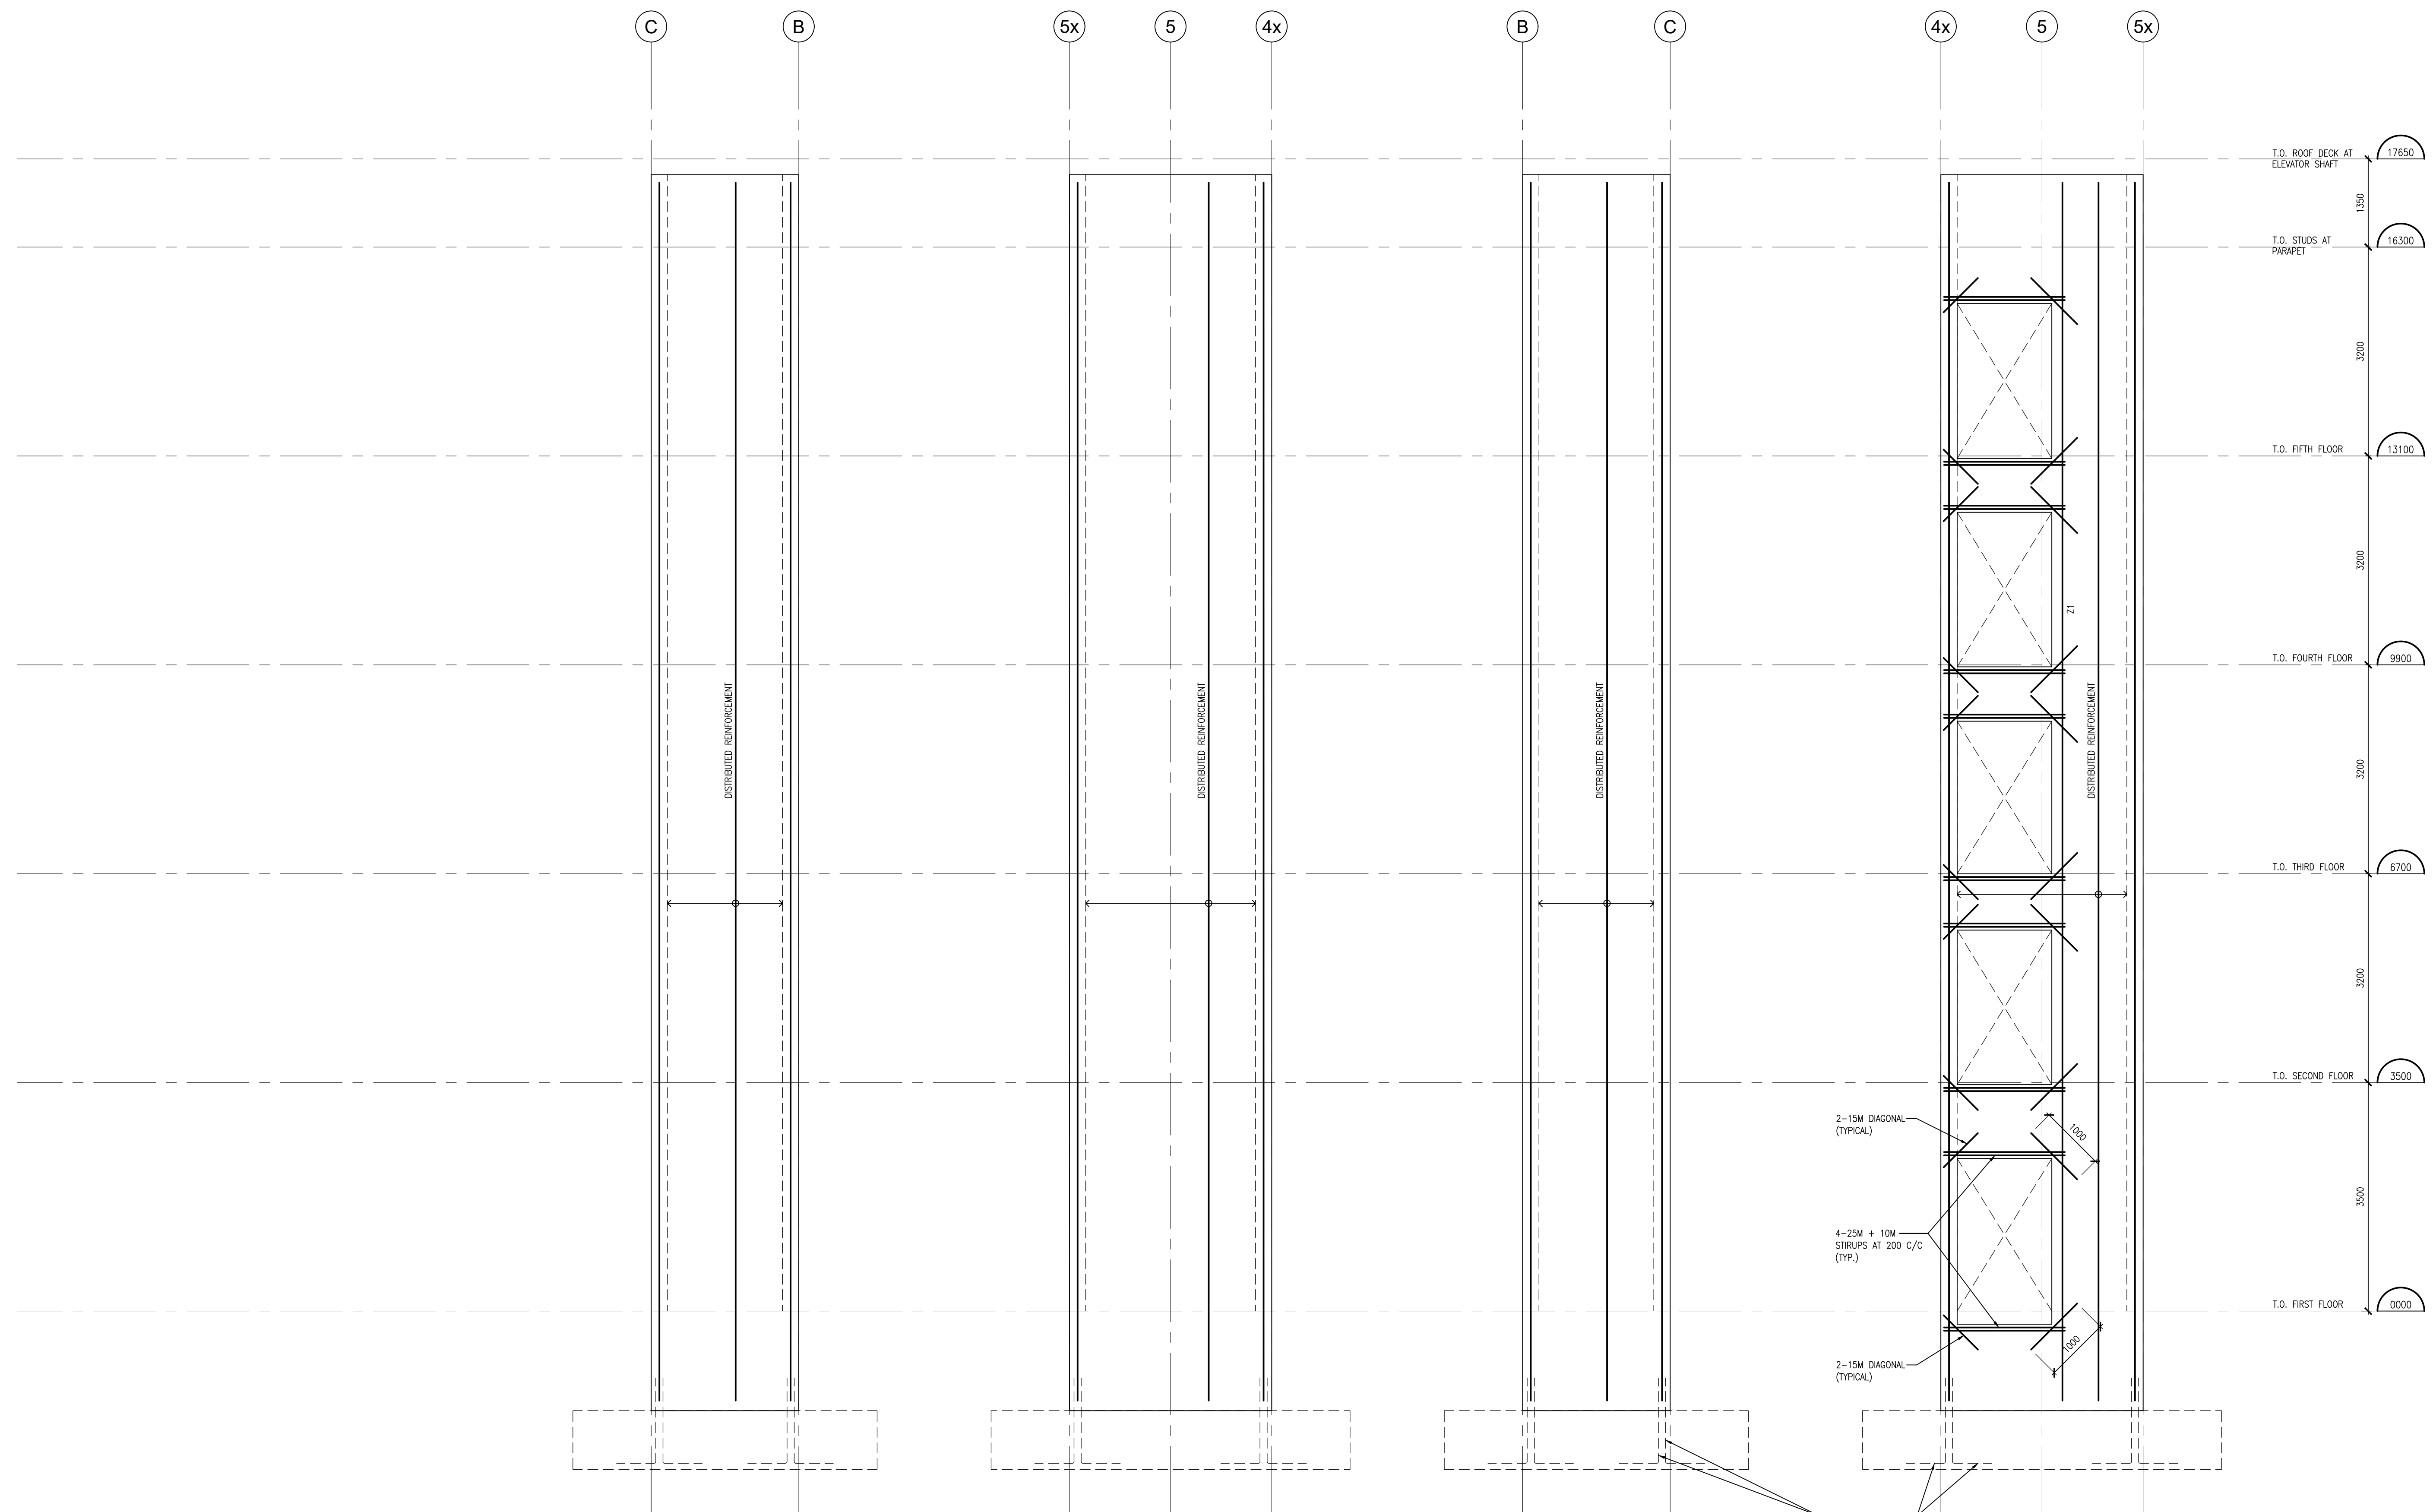 C
B
5x
5
4x
B
C
4x
5
5x
T.O. ROOF DECK AT
ELEVATOR SHAFT
17650
1350
T.O. STUDS AT
PARAPET
16300
3200
T.O. FIFTH FLOOR
13100
3200
Z1
T.O. FOURTH FLOOR
9900
DISTRIBUTED REINFORCEMENT
DISTRIBUTED REINFORCEMENT
DISTRIBUTED REINFORCEMENT
DISTRIBUTED REINFORCEMENT
3200
T.O. THIRD FLOOR
6700
3200
T.O. SECOND FLOOR
3500
2-15M DIAGONAL
(TYPICAL)
1000
3500
4-25M + 10M
STIRUPS AT 200 C/C
(TYP.)
T.O. FIRST FLOOR
0000
1000
2-15M DIAGONAL
(TYPICAL)